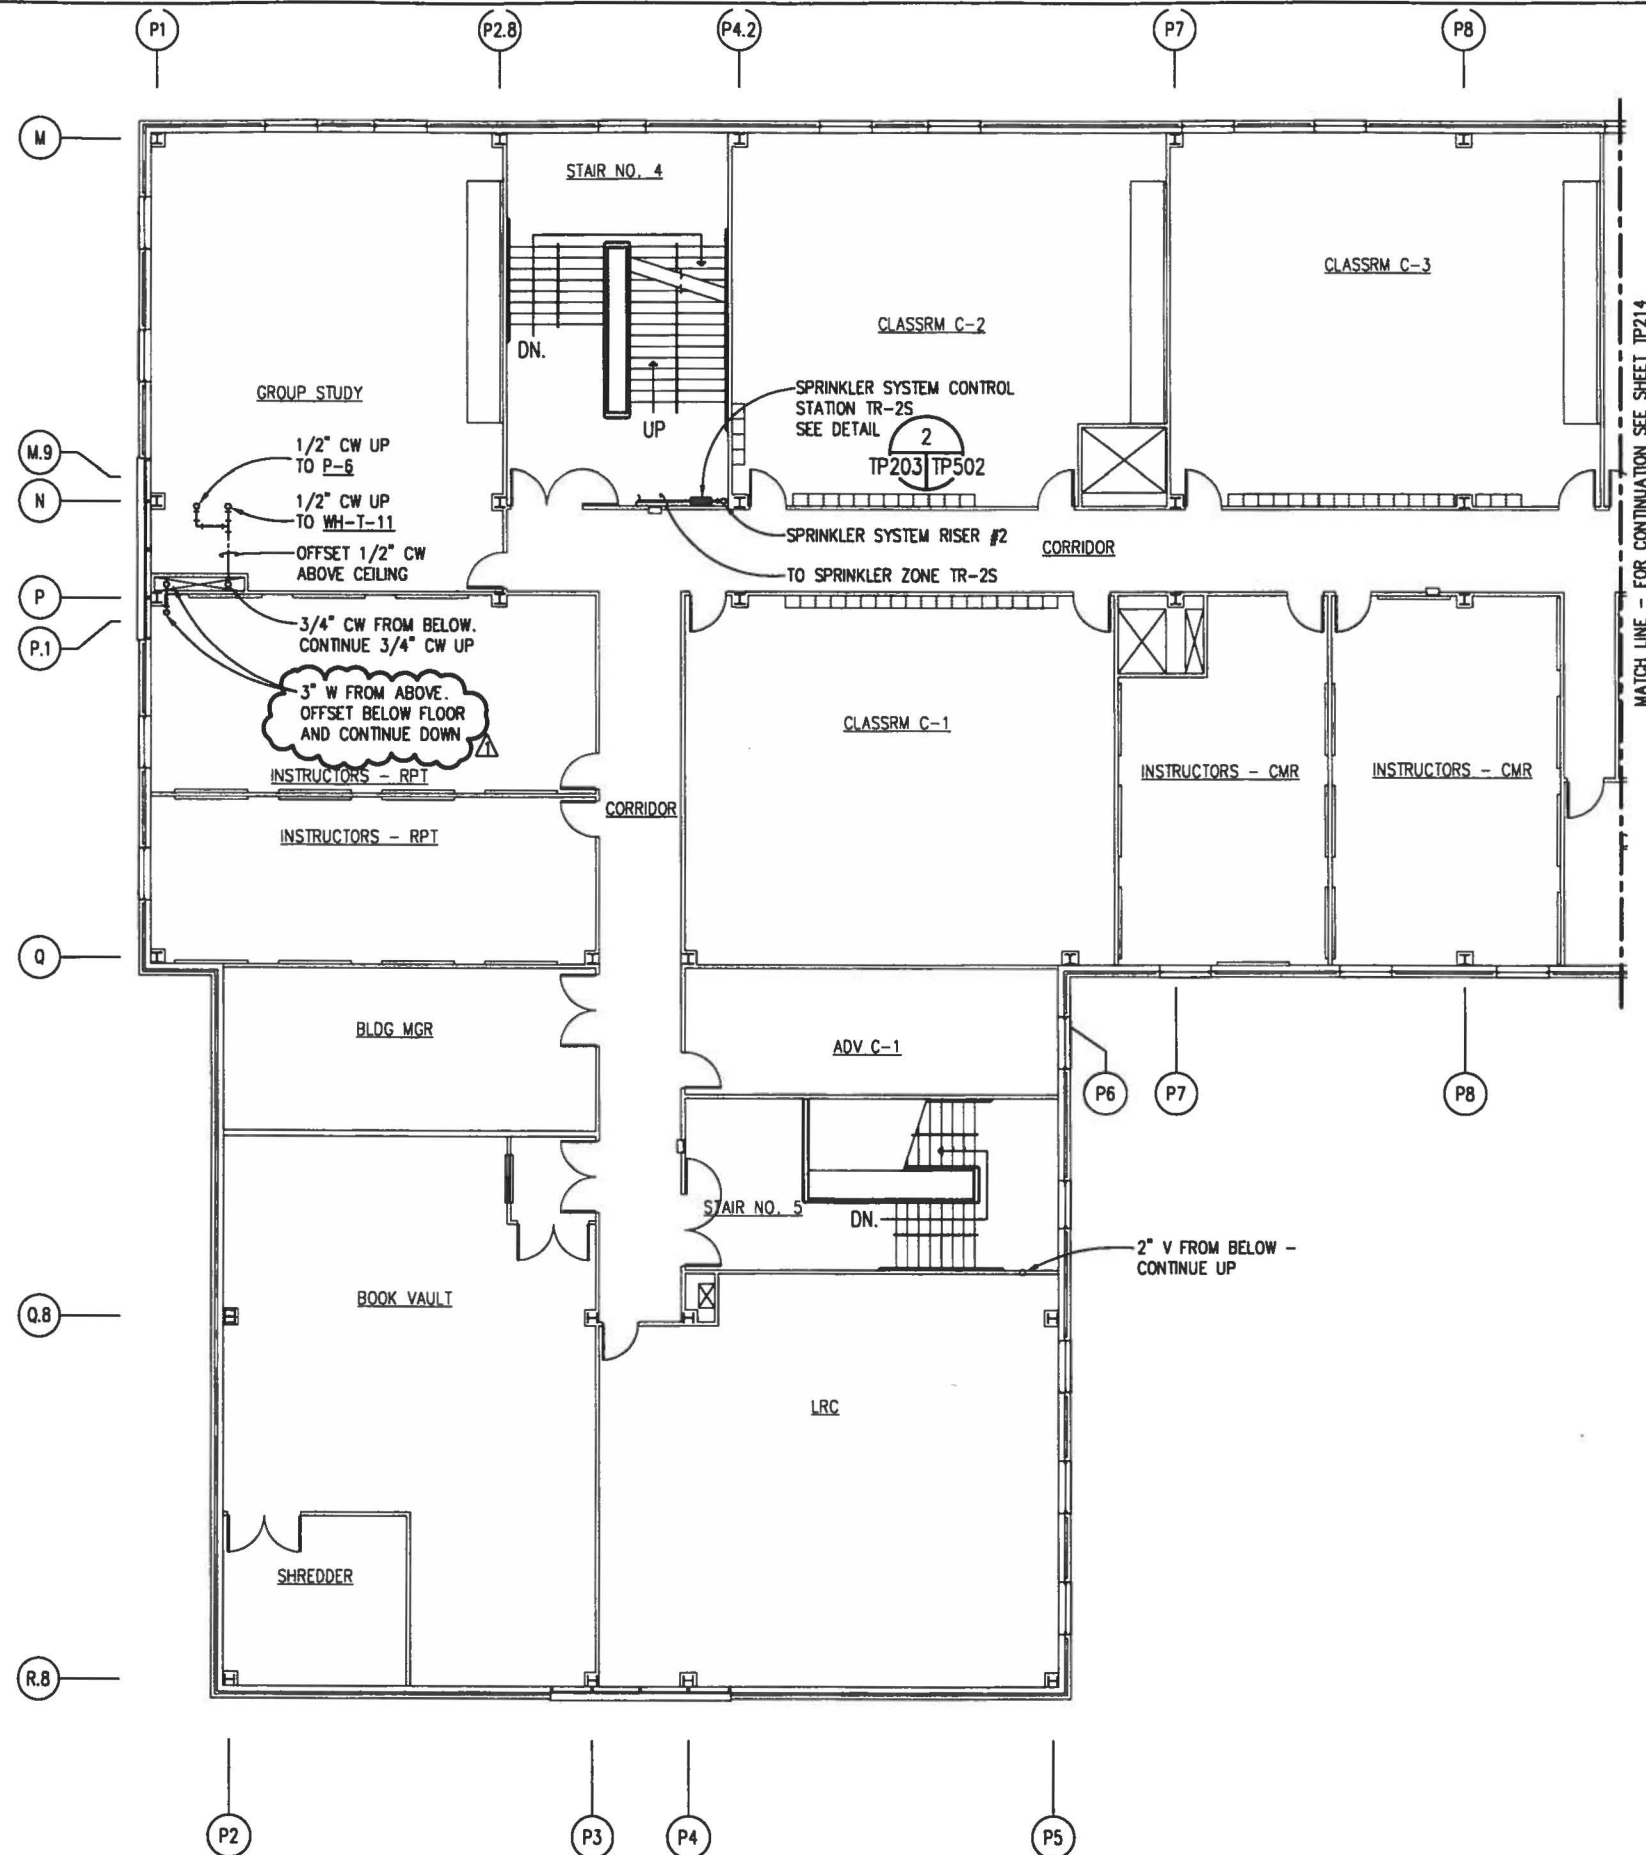 P1
P2.8
P4.2
P7
P8
M
STAIR NO. 4
CLASSRM C-3
CLASSRM C-2
DN.
UP
GROUP STUDY
SPRINKLER SYSTEM CONTROL
STATION TR-2S
SEE DETAIL
2
TP203
TP502
MATCH LINE - FOR CONTINUATION SEE SHEET TP214
M.9
1/2" CW UP
TO P-6
N
1/2" CW UP
TO WH-T-11
SPRINKLER SYSTEM RISER #2
CORRIDOR
OFFSET 1/2" CW
ABOVE CEILING
TO SPRINKLER ZONE TR-2S
P
3/4" CW FROM BELOW.
CONTINUE 3/4" CW UP
P.1
3" W FROM ABOVE.
OFFSET BELOW FLOOR
AND CONTINUE DOWN
1
CLASSRM C-1
INSTRUCTORS - RPT
INSTRUCTORS - CMR
INSTRUCTORS - CMR
CORRIDOR
INSTRUCTORS - RPT
Q
BLDG MGR
ADV C-1
P6
P7
P8
STAIR NO. 5
DN.
2" V FROM BELOW -
CONTINUE UP
BOOK VAULT
Q.8
LRC
SHREDDER
R.8
P2
P3
P4
P5